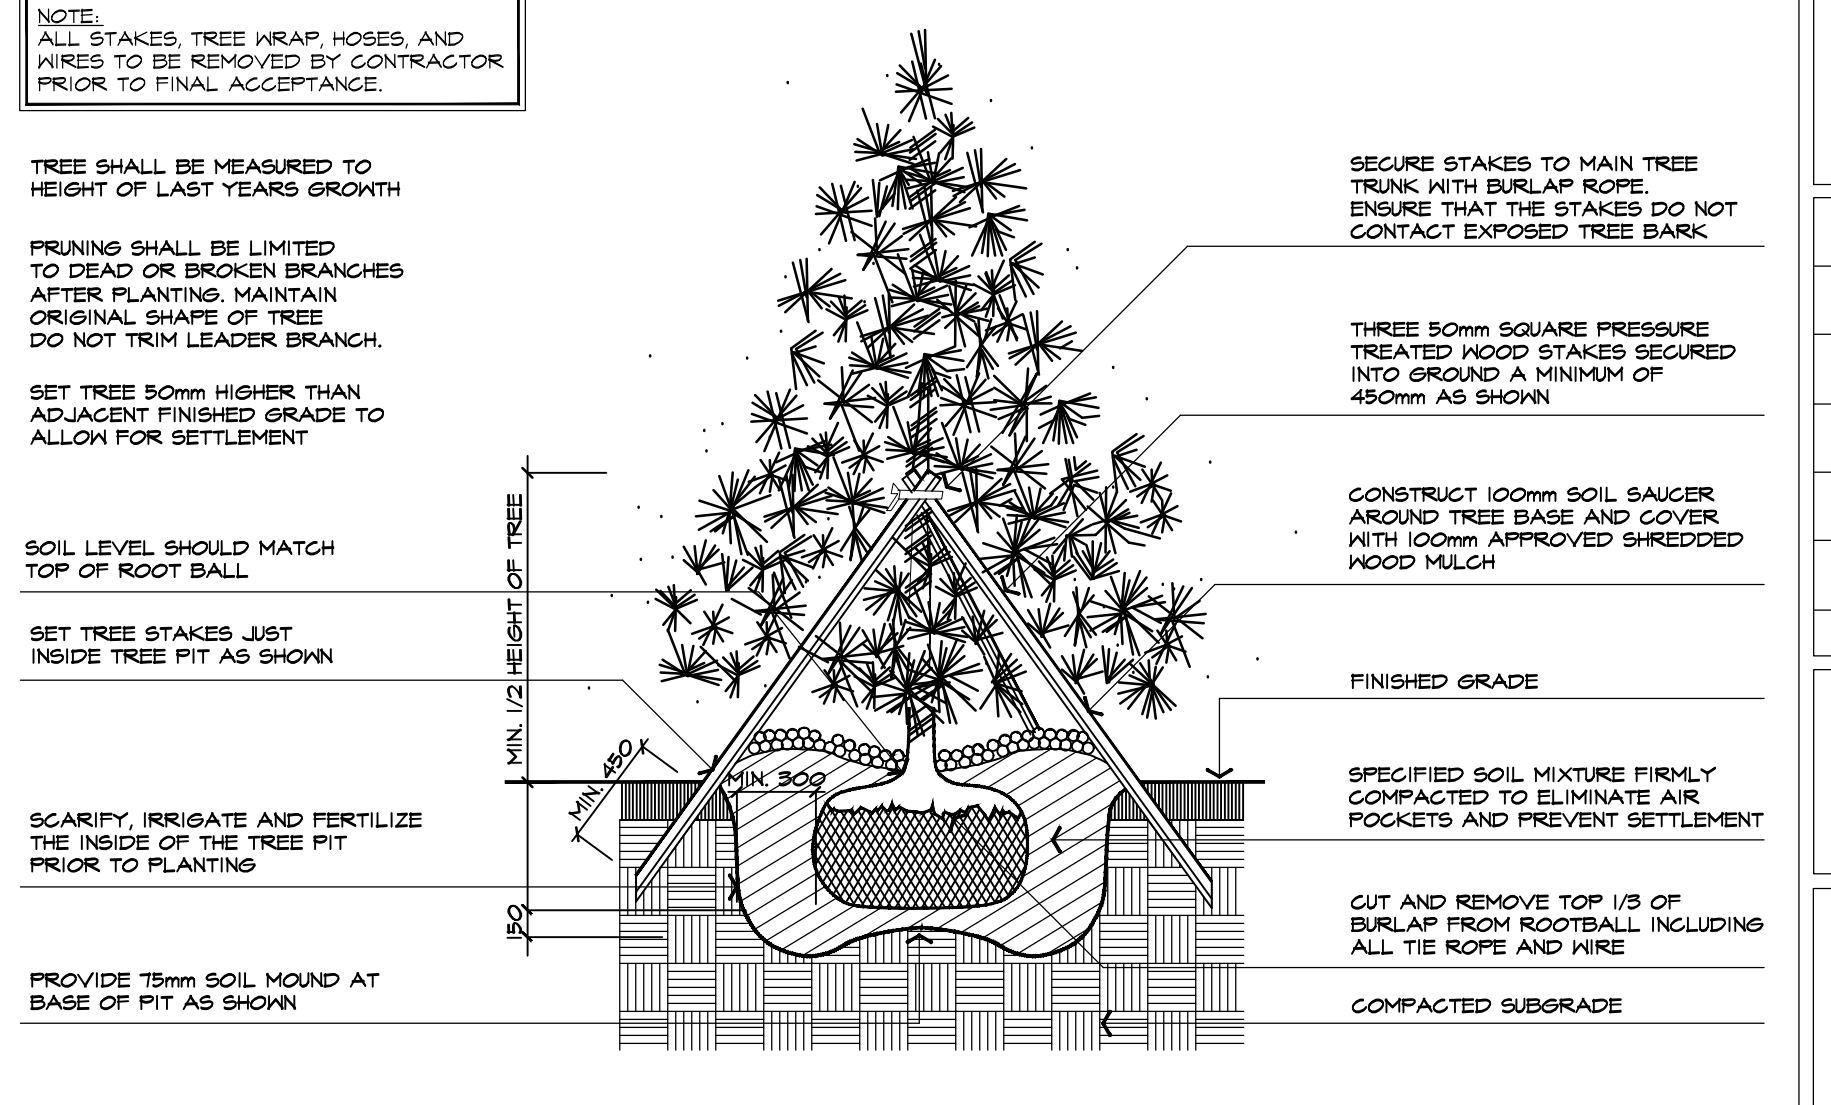 NOTE:
ALL STAKES, TREE WRAP, HOSES, AND
WIRES TO BE REMOVED BY CONTRACTOR
PRIOR TO FINAL ACCEPTANCE.
TREE SHALL BE MEASURED TO
HEIGHT OF LAST YEARS GROWTH
PRUNING SHALL BE LIMITED
TO DEAD OR BROKEN BRANCHES
AFTER PLANTING. MAINTAIN
ORIGINAL SHAPE OF TREE
DO NOT TRIM LEADER BRANCH.
SET TREE 50mm HIGHER THAN
ADJACENT FINISHED GRADE TO
ALLOW FOR SETTLEMENT
SOIL LEVEL SHOULD MATCH
TOP OF ROOT BALL
SET TREE STAKES JUST
INSIDE TREE PIT AS SHOWN
SCARIFY, IRRIGATE AND FERTILIZE
THE INSIDE OF THE TREE PIT
PRIOR TO PLANTING
PROVIDE 75mm SOIL MOUND AT
BASE OF PIT AS SHOWN
MIN. 1/2 HEIGHT OF TREE
150
MIN. 450
MIN. 300
SECURE STAKES TO MAIN TREE
TRUNK WITH BURLAP ROPE.
ENSURE THAT THE STAKES DO NOT
CONTACT EXPOSED TREE BARK
THREE 50mm SQUARE PRESSURE
TREATED WOOD STAKES SECURED
INTO GROUND A MINIMUM OF
450mm AS SHOWN
CONSTRUCT 100mm SOIL SAUCER
AROUND TREE BASE AND COVER
WITH 100mm APPROVED SHREDDED
WOOD MULCH
FINISHED GRADE
SPECIFIED SOIL MIXTURE FIRMLY
COMPACTED TO ELIMINATE AIR
POCKETS AND PREVENT SETTLEMENT
CUT AND REMOVE TOP 1/3 OF
BURLAP FROM ROOTBALL INCLUDING
ALL TIE ROPE AND WIRE
COMPACTED SUBGRADE